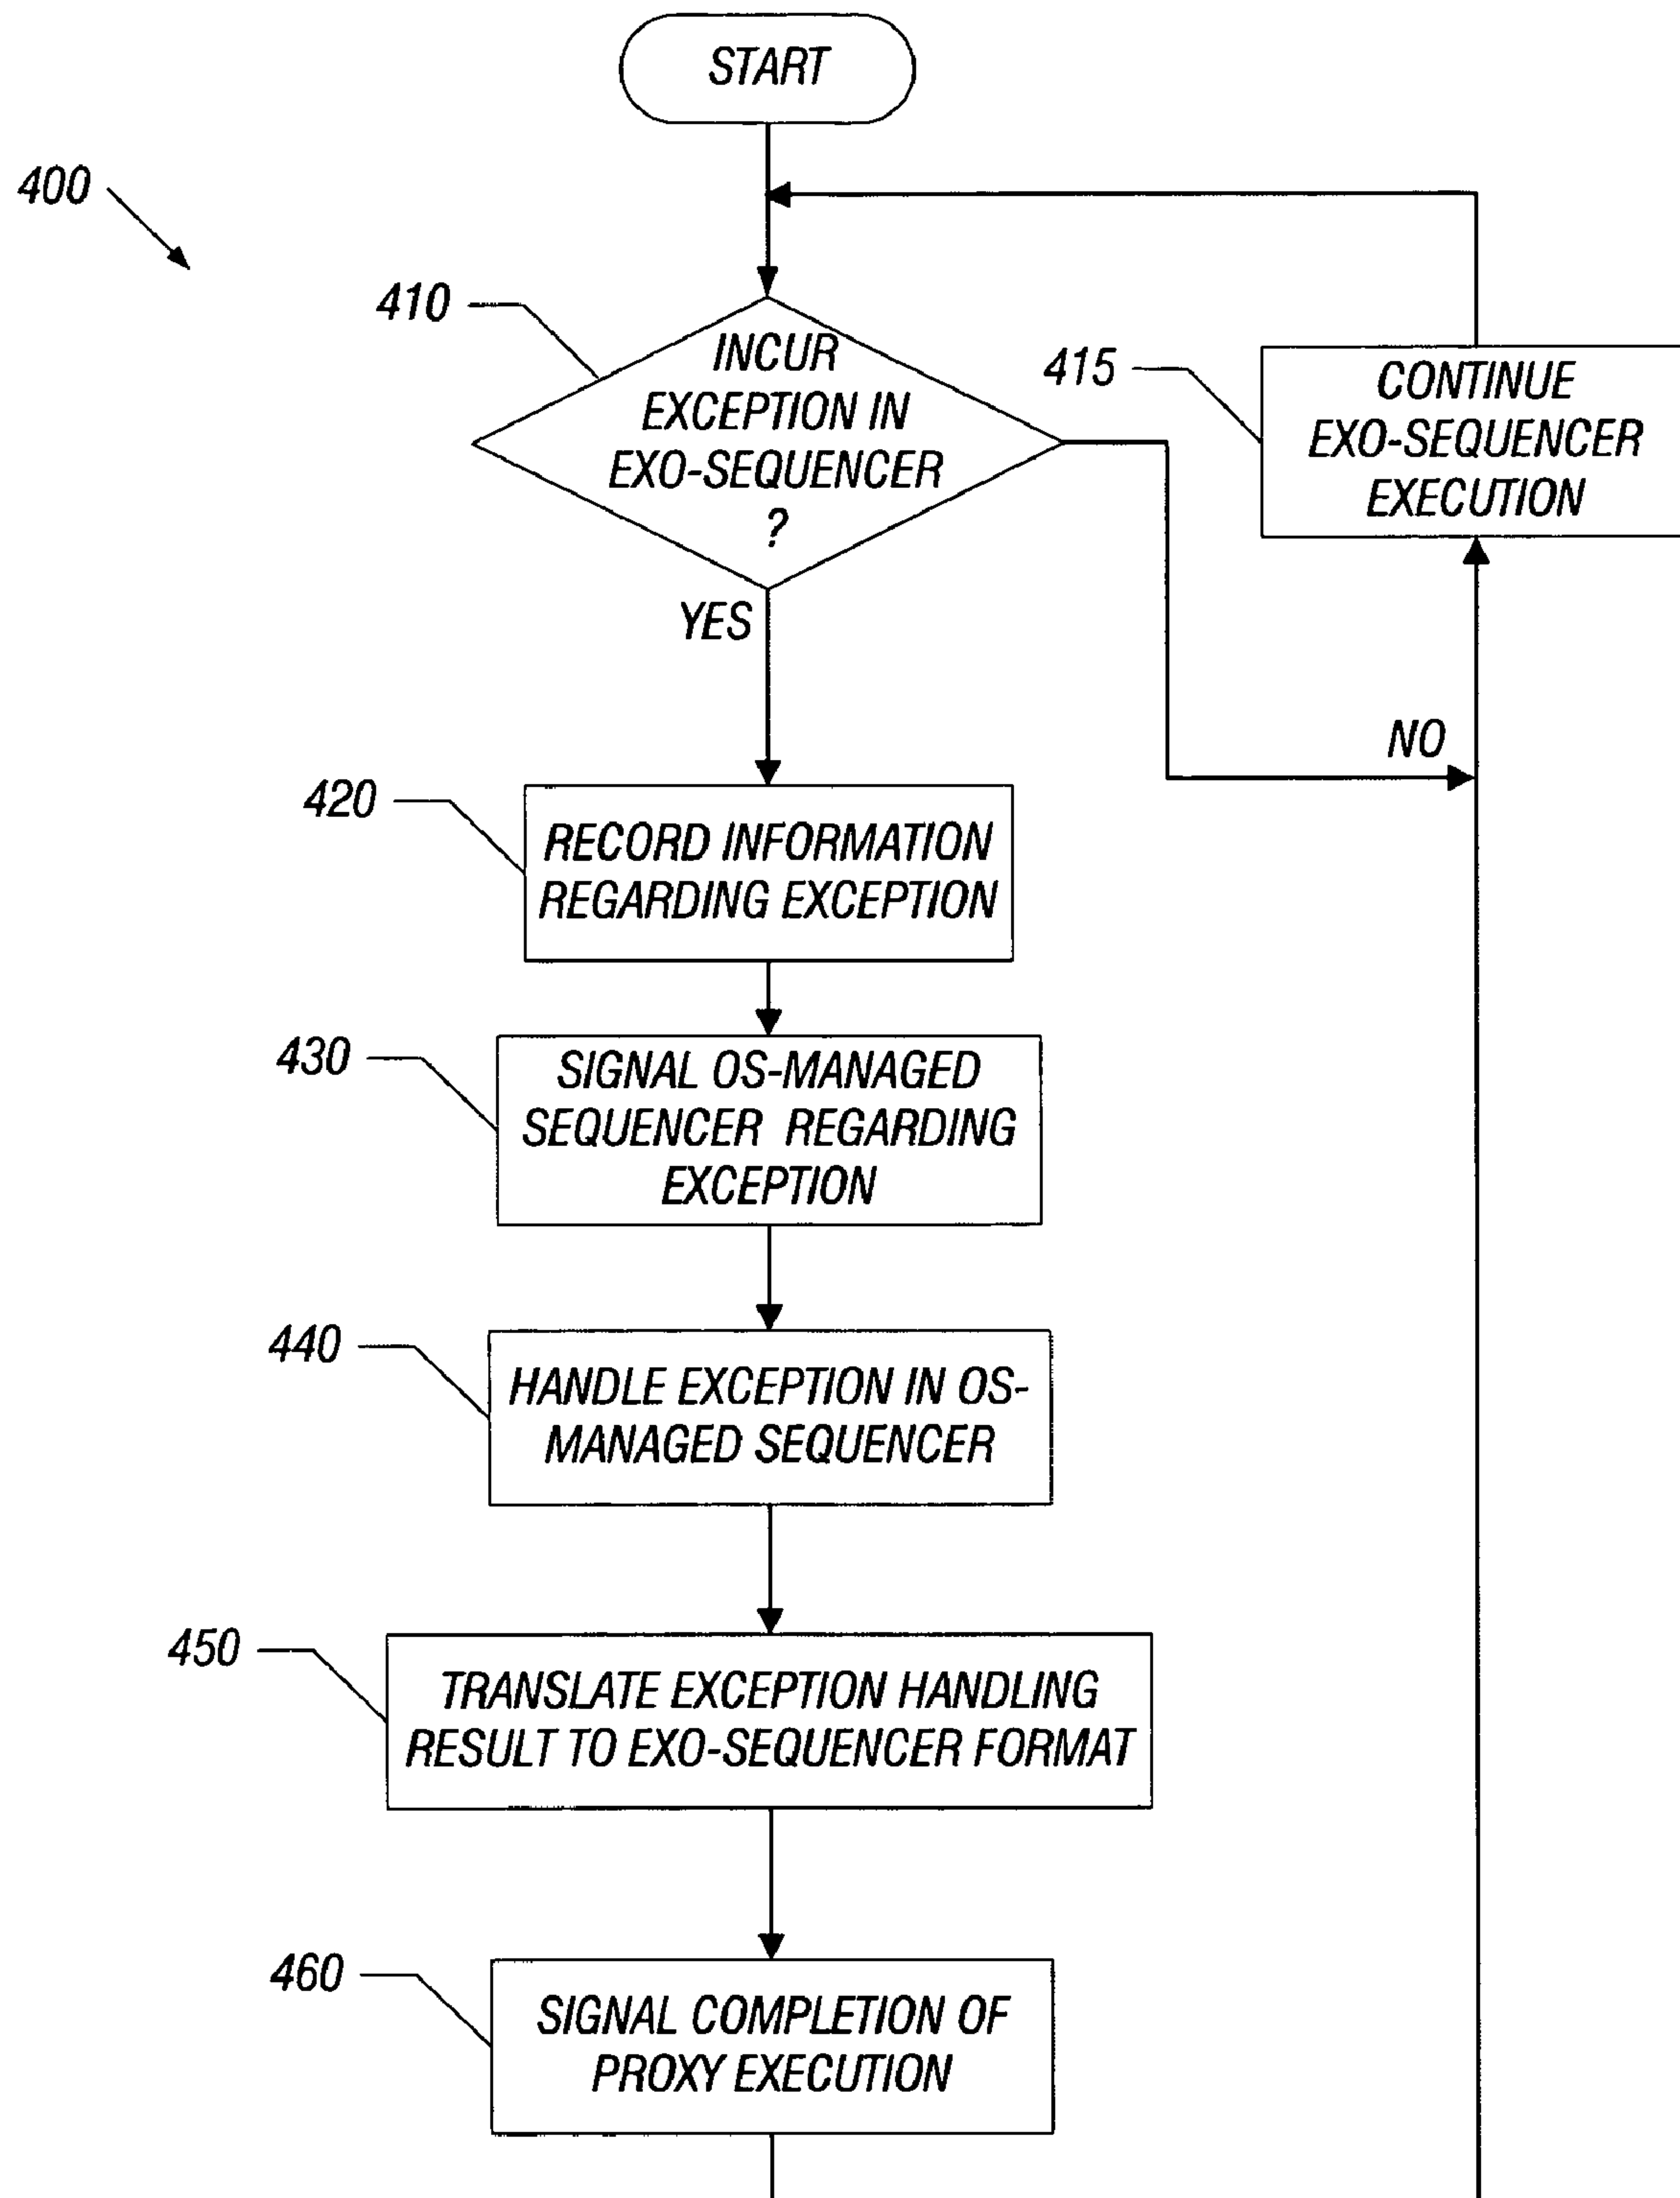 START
400
410
INCUR
EXCEPTION IN
EXO-SEQUENCER
?
415
CONTINUE
EXO-SEQUENCER
EXECUTION
YES
NO
420
RECORD INFORMATION
REGARDING EXCEPTION
430
SIGNAL OS-MANAGED
SEQUENCER REGARDING
EXCEPTION
440
HANDLE EXCEPTION IN OS-
MANAGED SEQUENCER
450
TRANSLATE EXCEPTION HANDLING
RESULT TO EXO-SEQUENCER FORMAT
460
SIGNAL COMPLETION OF
PROXY EXECUTION